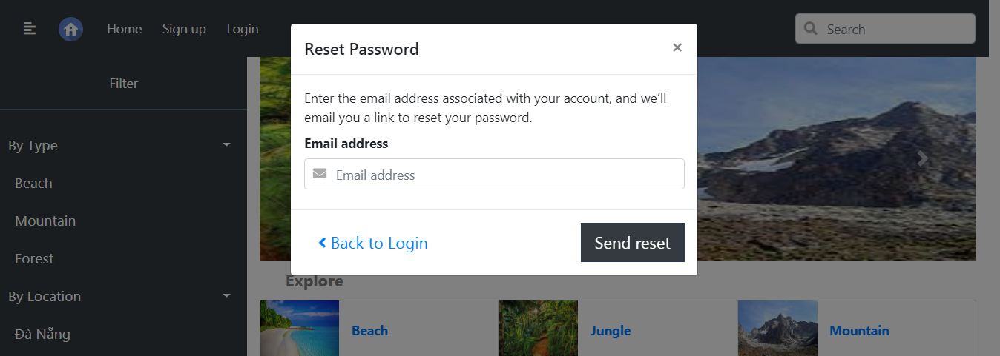 Home Sign up Login
Search
Filter
By Type
Beach
Mountain
Forest
By Location
Đà Nẵng
Reset Password
×
Enter the email address associated with your account, and we’ll
email you a link to reset your password.
Email address
Email address
Back to Login
Send reset
Explore
Beach
Jungle
Mountain